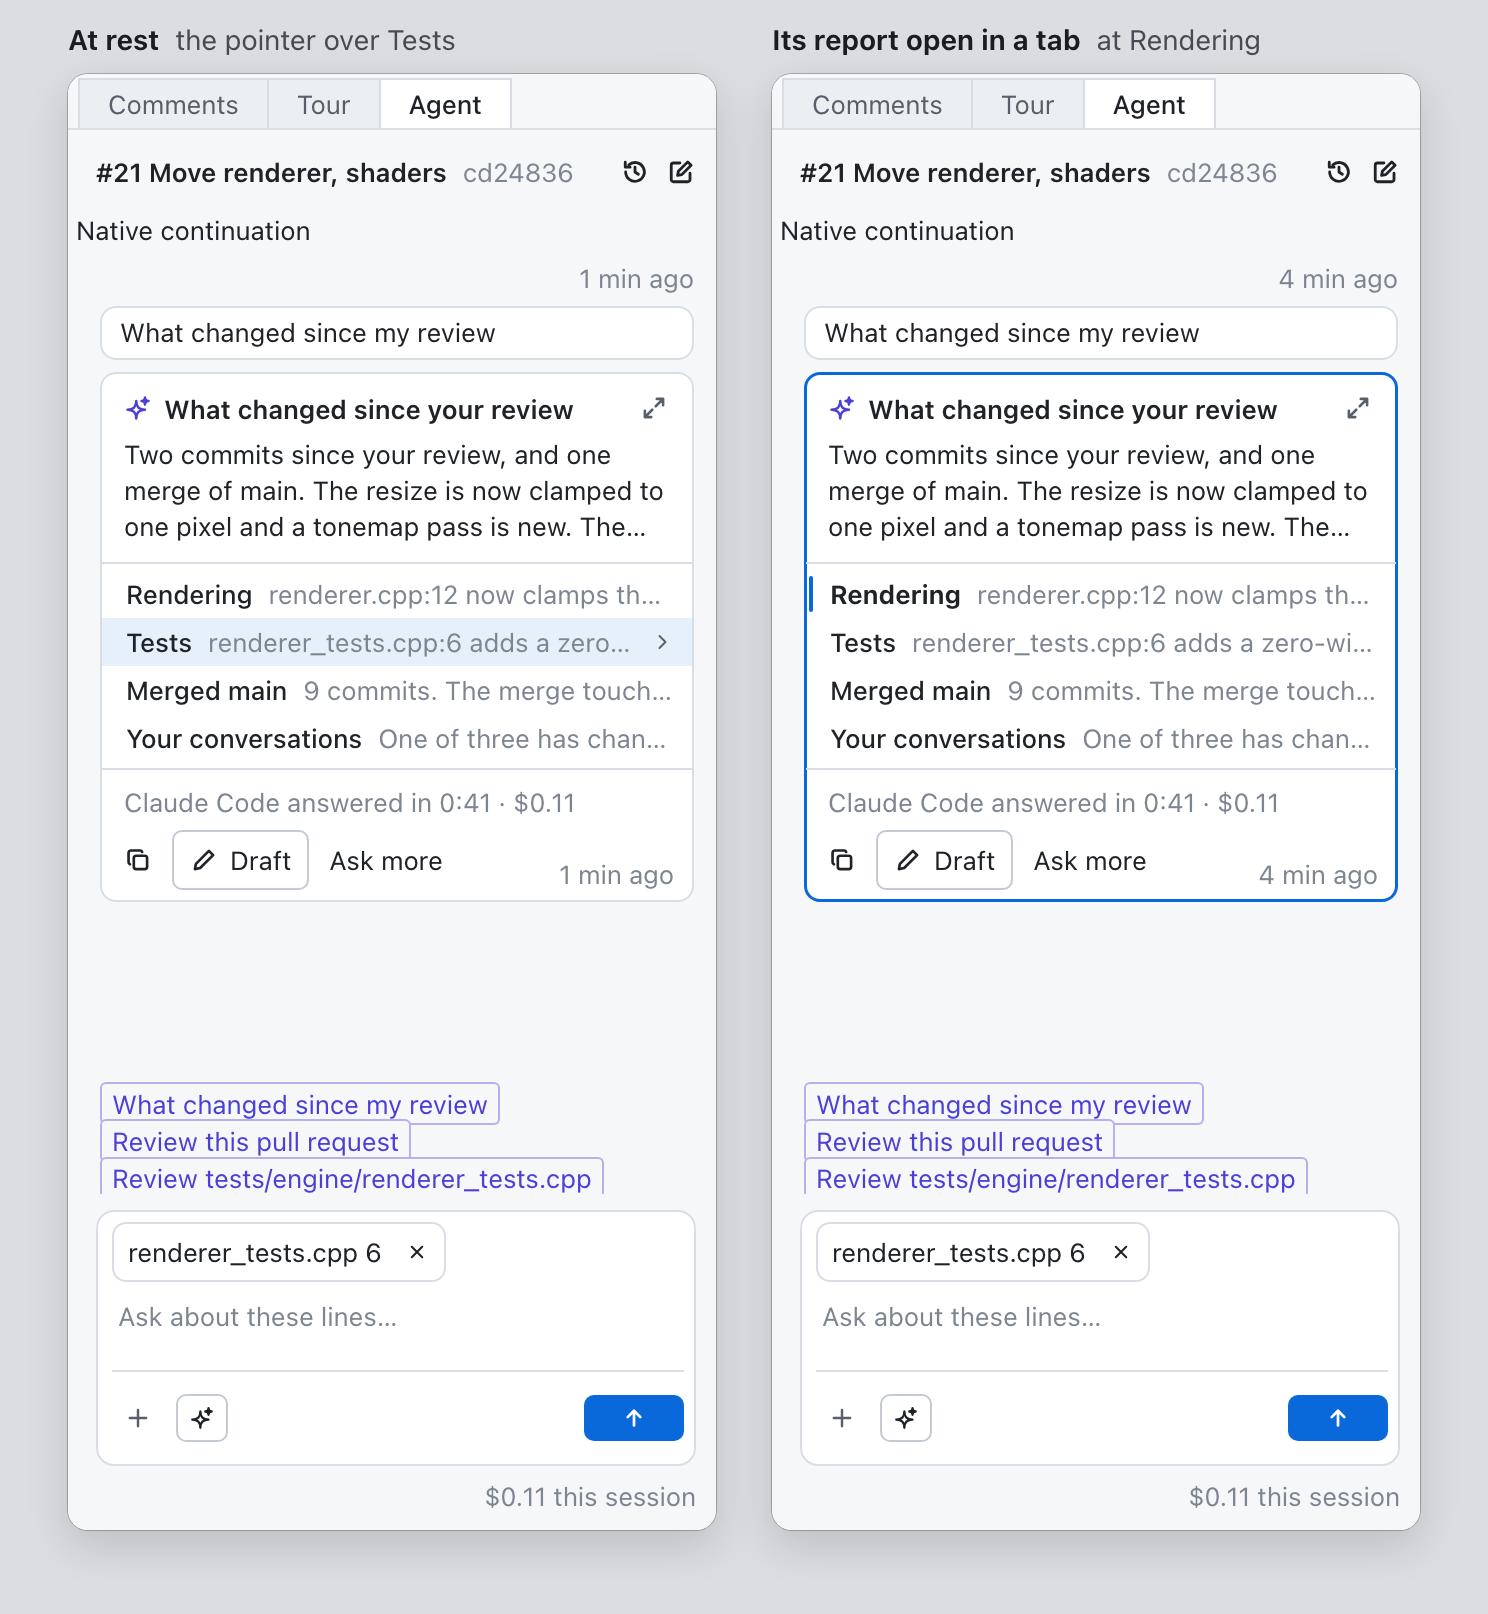 At rest the pointer over Tests
Comments Tour Agent
#21 Move renderer, shaders cd24836
Native continuation
1 min ago
What changed since my review
What changed since your review
Two commits since your review, and one
merge of main. The resize is now clamped to
one pixel and a tonemap pass is new. The...
Rendering renderer.cpp:12 now clamps th...
Tests renderer_tests.cpp:6 adds a zero...
Merged main 9 commits. The merge touch...
Your conversations One of three has chan...
Claude Code answered in 0:41 · $0.11
Draft Ask more 1 min ago
What changed since my review
Review this pull request
Review tests/engine/renderer_tests.cpp
renderer_tests.cpp 6 ×
Ask about these lines...
$0.11 this session
Its report open in a tab at Rendering
Comments Tour Agent
#21 Move renderer, shaders cd24836
Native continuation
4 min ago
What changed since my review
What changed since your review
Two commits since your review, and one
merge of main. The resize is now clamped to
one pixel and a tonemap pass is new. The...
Rendering renderer.cpp:12 now clamps th...
Tests renderer_tests.cpp:6 adds a zero-wi...
Merged main 9 commits. The merge touch...
Your conversations One of three has chan...
Claude Code answered in 0:41 · $0.11
Draft Ask more 4 min ago
What changed since my review
Review this pull request
Review tests/engine/renderer_tests.cpp
renderer_tests.cpp 6 ×
Ask about these lines...
$0.11 this session